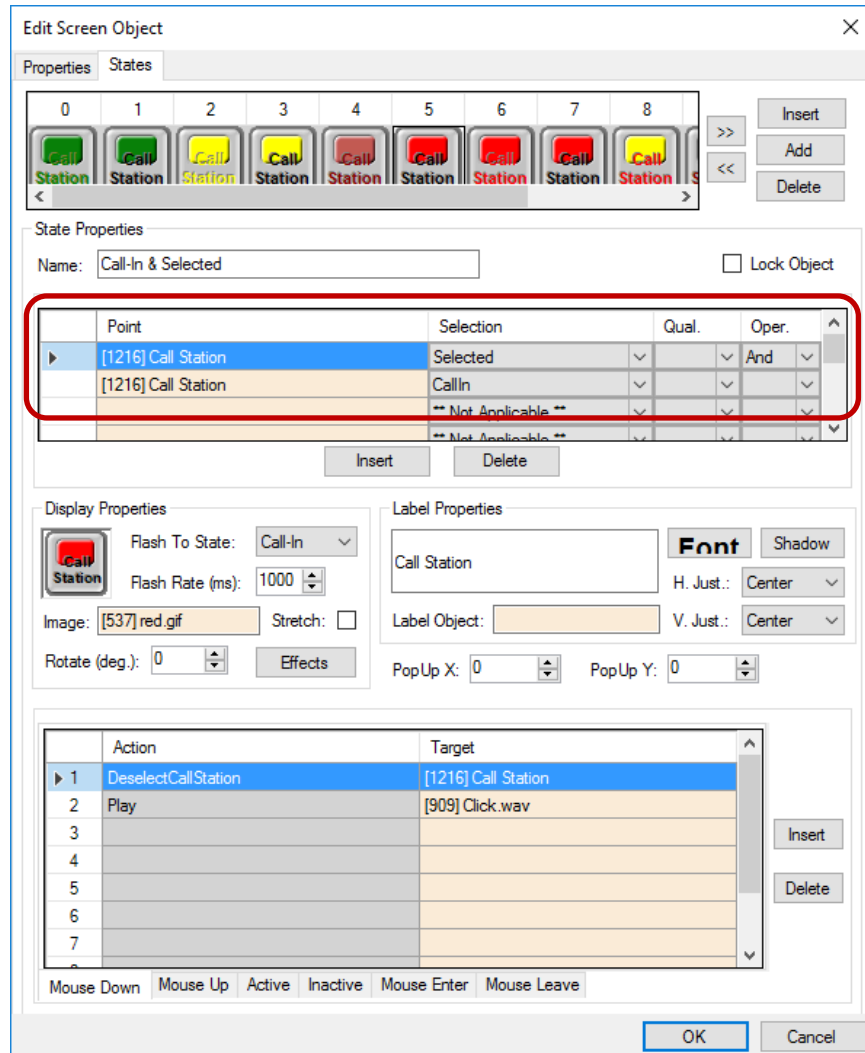 Edit Screen Object
Properties States
0 1 2 3 4 5 6 7 8
Call Call Call Call Call Call Call Call Call
Station Station Station Station Station Station Station Station Station S
>>
<<
Insert
Add
Delete
State Properties
Name: Call-In & Selected Lock Object
Point Selection Qual. Oper.
[1216] Call Station Selected And
[1216] Call Station CallIn
** Not Applicable **
** Not Applicable **
Insert Delete
Display Properties
Call
Station
Flash To State: Call-In
Flash Rate (ms): 1000
Image: [537] red.gif Stretch:
Rotate (deg.): 0 Effects
Label Properties
Call Station
Font Shadow
H. Just.: Center
Label Object: V. Just.: Center
PopUp X: 0 PopUp Y: 0
Action Target
1 DeselectCallStation [1216] Call Station
2 Play [909] Click.wav
3
4
5
6
7
Insert
Delete
Mouse Down Mouse Up Active Inactive Mouse Enter Mouse Leave
OK Cancel